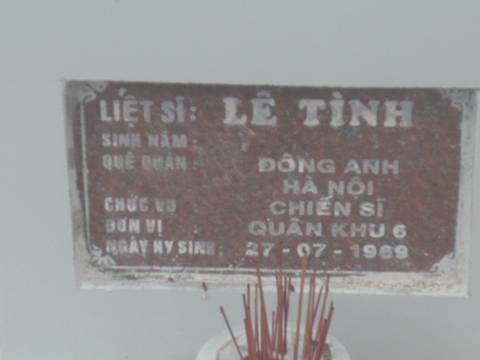 LIỆT SĨ: LÊ TÌNH
SINH NĂM :
QUÊ QUÁN : ĐÔNG ANH
HÀ NỘI
CHỨC VỤ : CHIẾN SĨ
ĐƠN VỊ : QUÂN KHU 6
NGÀY HY SINH: 27-07-1969